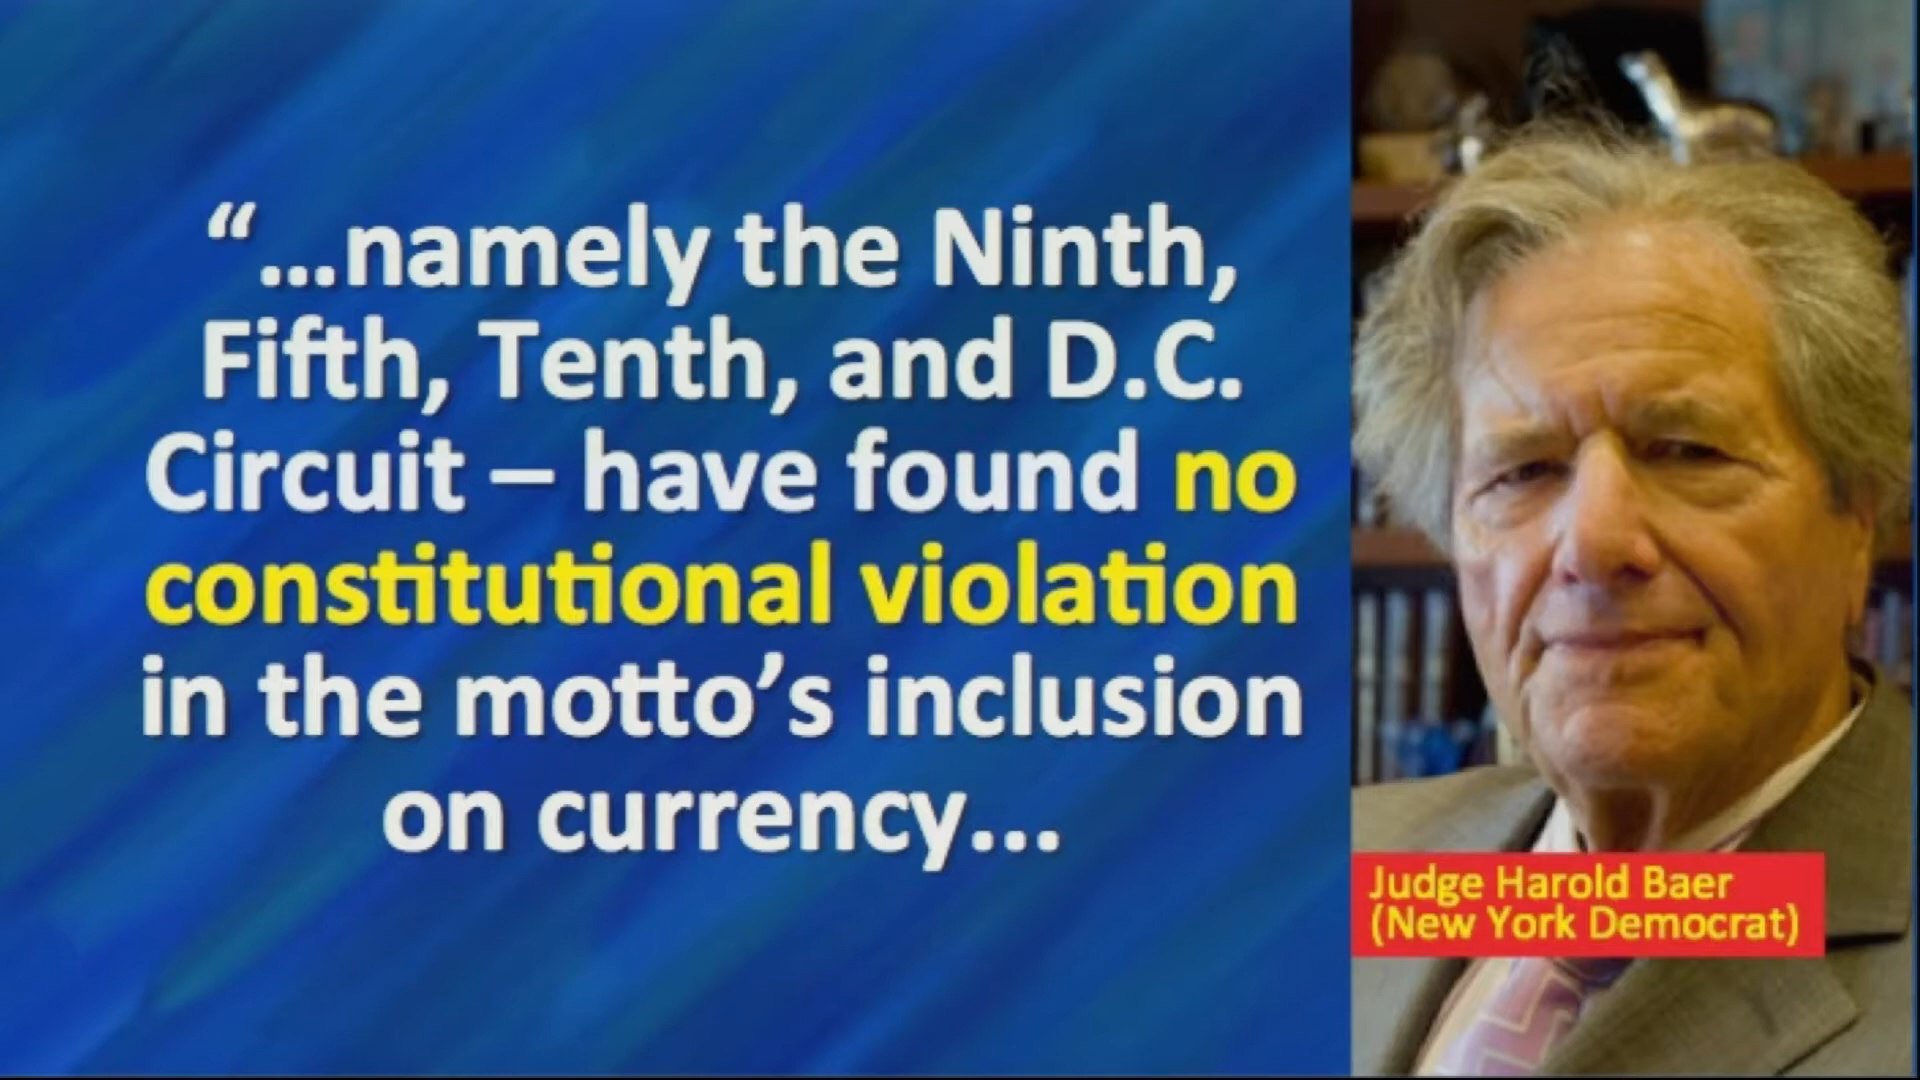 “…namely the Ninth,
Fifth, Tenth, and D.C.
Circuit – have found no
constitutional violation
in the motto’s inclusion
on currency...
Judge Harold Baer
(New York Democrat)